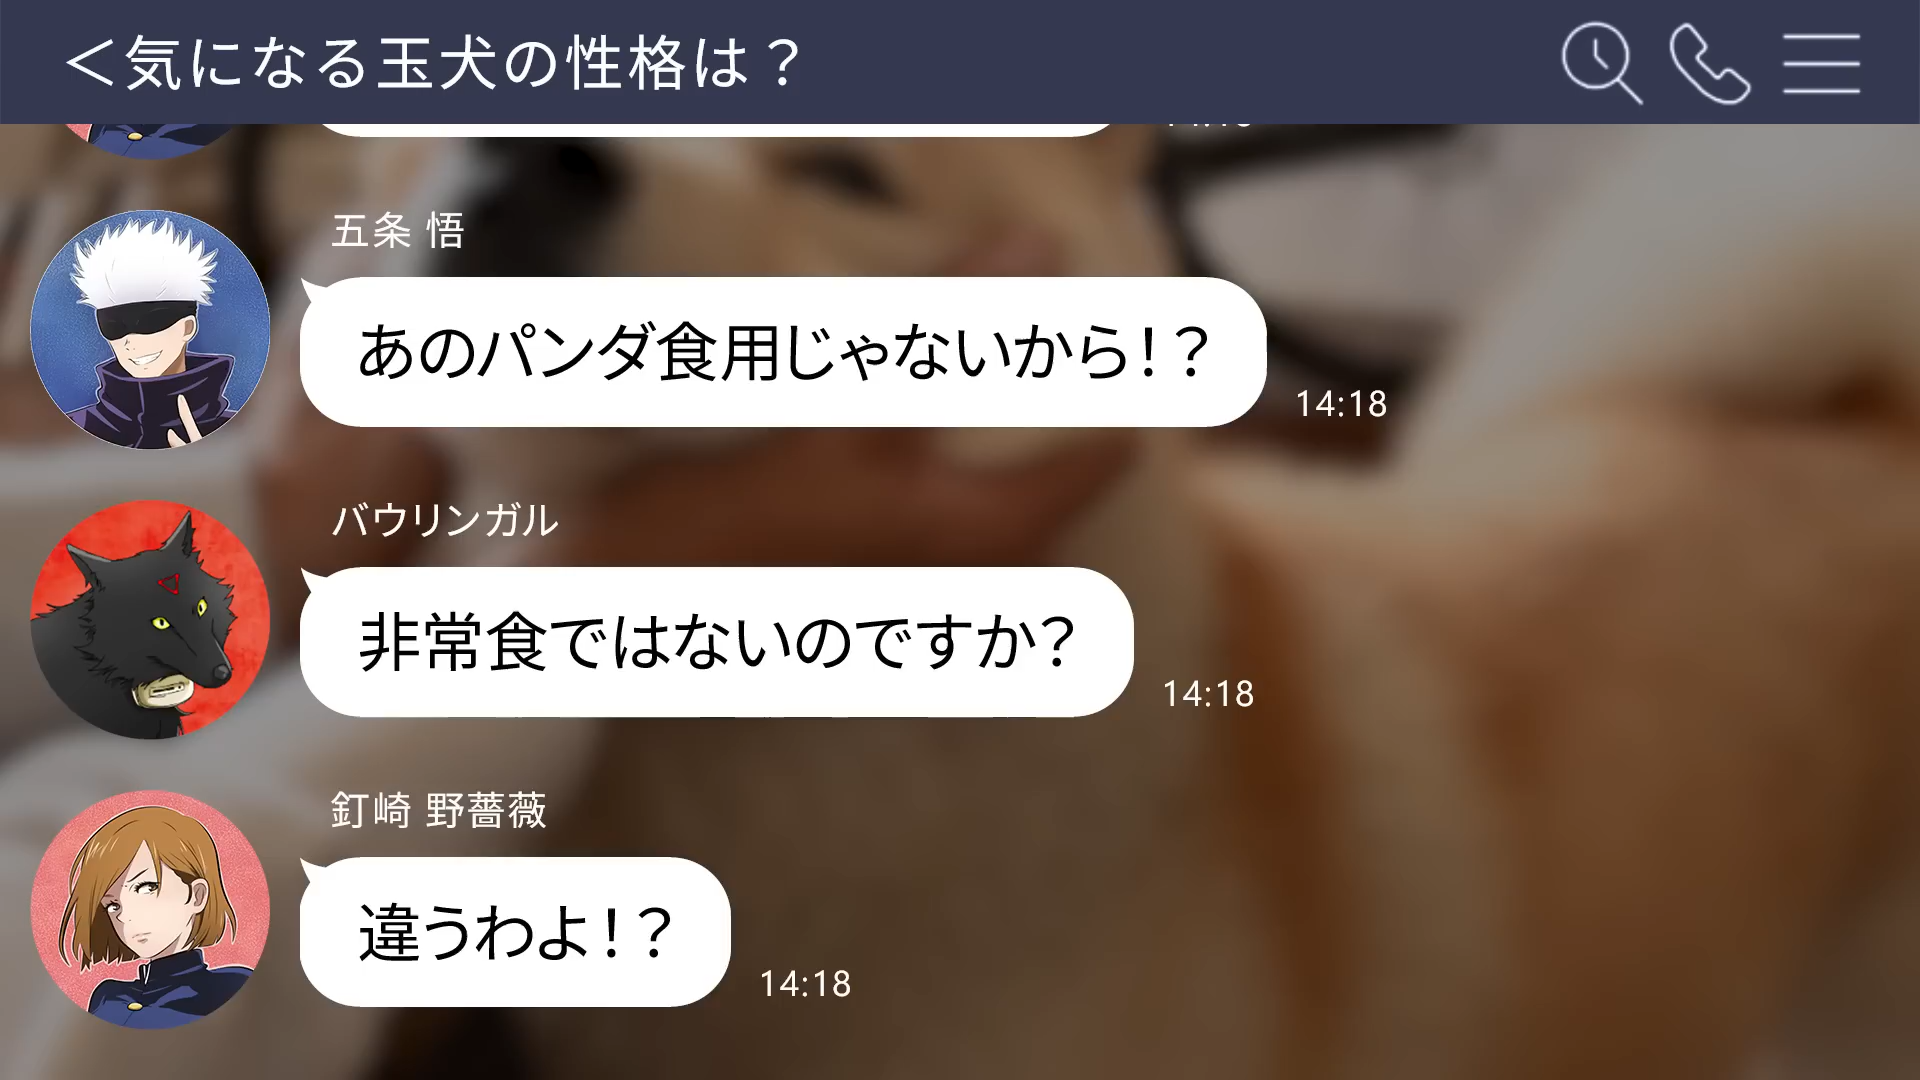 ＜気になる玉犬の性格は？
五条 悟
あのパンダ食用じゃないから！？
14:18
バウリンガル
非常食ではないのですか？
14:18
釘崎 野薔薇
違うわよ！？
14:18